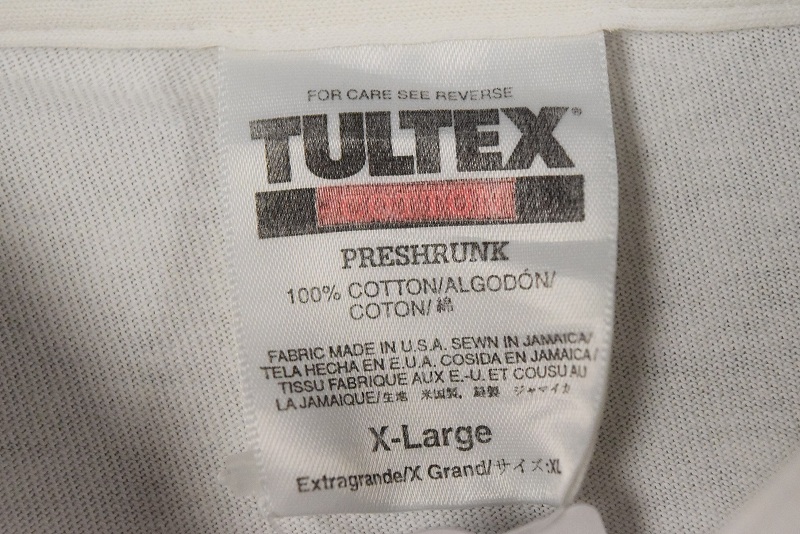 FOR CARE SEE REVERSE
TULTEX®
PRESHRUNK
100% COTTON/ALGODÓN/
COTON/綿
FABRIC MADE IN U.S.A. SEWN IN JAMAICA/
TELA HECHA EN E.U.A. COSIDA EN JAMAICA/
TISSU FABRIQUE AUX E.-U. ET COUSU AU
LA JAMAIQUE/生地 米国製, 縫製 ジャマイカ
X-Large
Extragrande/X Grand/サイズ:XL